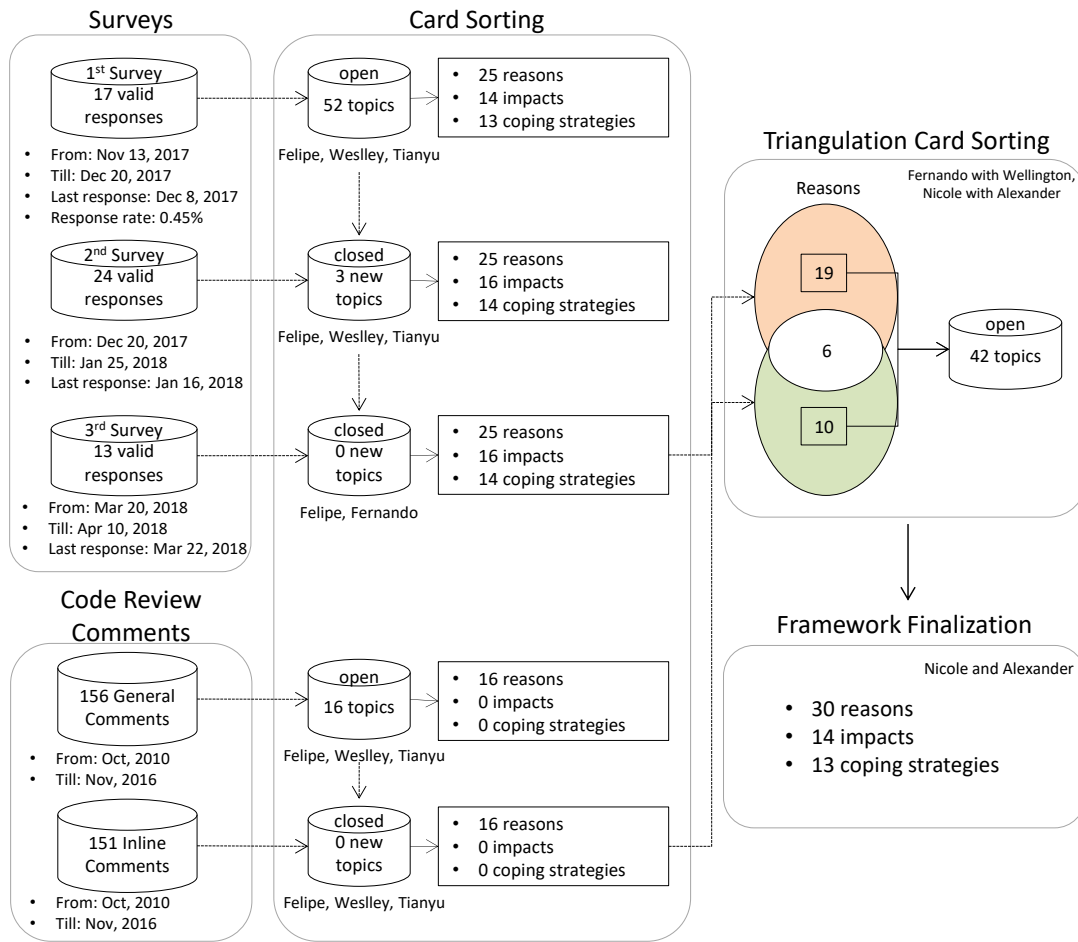 Surveys
1st Survey
17 valid
responses
• From: Nov 13, 2017
• Till: Dec 20, 2017
• Last response: Dec 8, 2017
• Response rate: 0.45%
2nd Survey
24 valid
responses
• From: Dec 20, 2017
• Till: Jan 25, 2018
• Last response: Jan 16, 2018
3rd Survey
13 valid
responses
• From: Mar 20, 2018
• Till: Apr 10, 2018
• Last response: Mar 22, 2018
Code Review
Comments
156 General
Comments
• From: Oct, 2010
• Till: Nov, 2016
151 Inline
Comments
• From: Oct, 2010
• Till: Nov, 2016
Card Sorting
open
52 topics
Felipe, Weslley, Tianyu
• 25 reasons
• 14 impacts
• 13 coping strategies
closed
3 new
topics
Felipe, Weslley, Tianyu
• 25 reasons
• 16 impacts
• 14 coping strategies
closed
0 new
topics
Felipe, Fernando
• 25 reasons
• 16 impacts
• 14 coping strategies
open
16 topics
Felipe, Weslley, Tianyu
• 16 reasons
• 0 impacts
• 0 coping strategies
closed
0 new
topics
Felipe, Weslley, Tianyu
• 16 reasons
• 0 impacts
• 0 coping strategies
Triangulation Card Sorting
Fernando with Wellington,
Nicole with Alexander
Reasons
19
6
10
open
42 topics
Framework Finalization
Nicole and Alexander
• 30 reasons
• 14 impacts
• 13 coping strategies